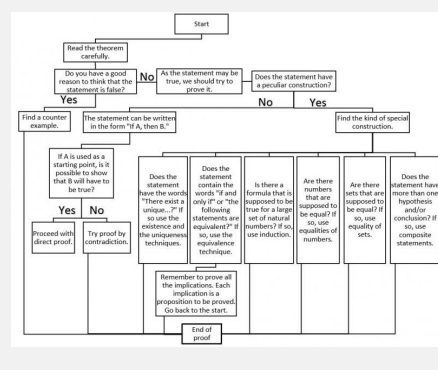 Start
Read the theorem
carefully.
Do you have a good
reason to think that the
statement is false?
No
As the statement may be
true, we should try to
prove it.
Does the statement have
a peculiar construction?
Yes
No
Yes
Find a counter
example.
The statement can be written
in the form "If A, then B."
Find the kind of special
construction.
If A is used as a
starting point, is it
possible to show
that B will have to
be true?
Yes
No
Proceed with
direct proof.
Try proof by
contradiction.
Does the
statement
have the words
"There exist a
unique...?" If
so use the
existence and
the uniqueness
techniques.
Does the
statement
contain the
words "if and
only if" or "the
following
statements are
equivalent?" If
so, use the
equivalence
technique.
Is there a
formula that is
supposed to be
true for a large
set of natural
numbers? If so,
use induction.
Are there
numbers
that are
supposed to
be equal? If
so, use
equalities of
numbers.
Are there
sets that are
supposed to
be equal? If
so, use
equality of
sets.
Does the
statement have
more than one
hypothesis
and/or
conclusion? If
so, use
composite
statements.
Remember to prove all
the implications. Each
implication is a
proposition to be proved.
Go back to the start.
End of
proof